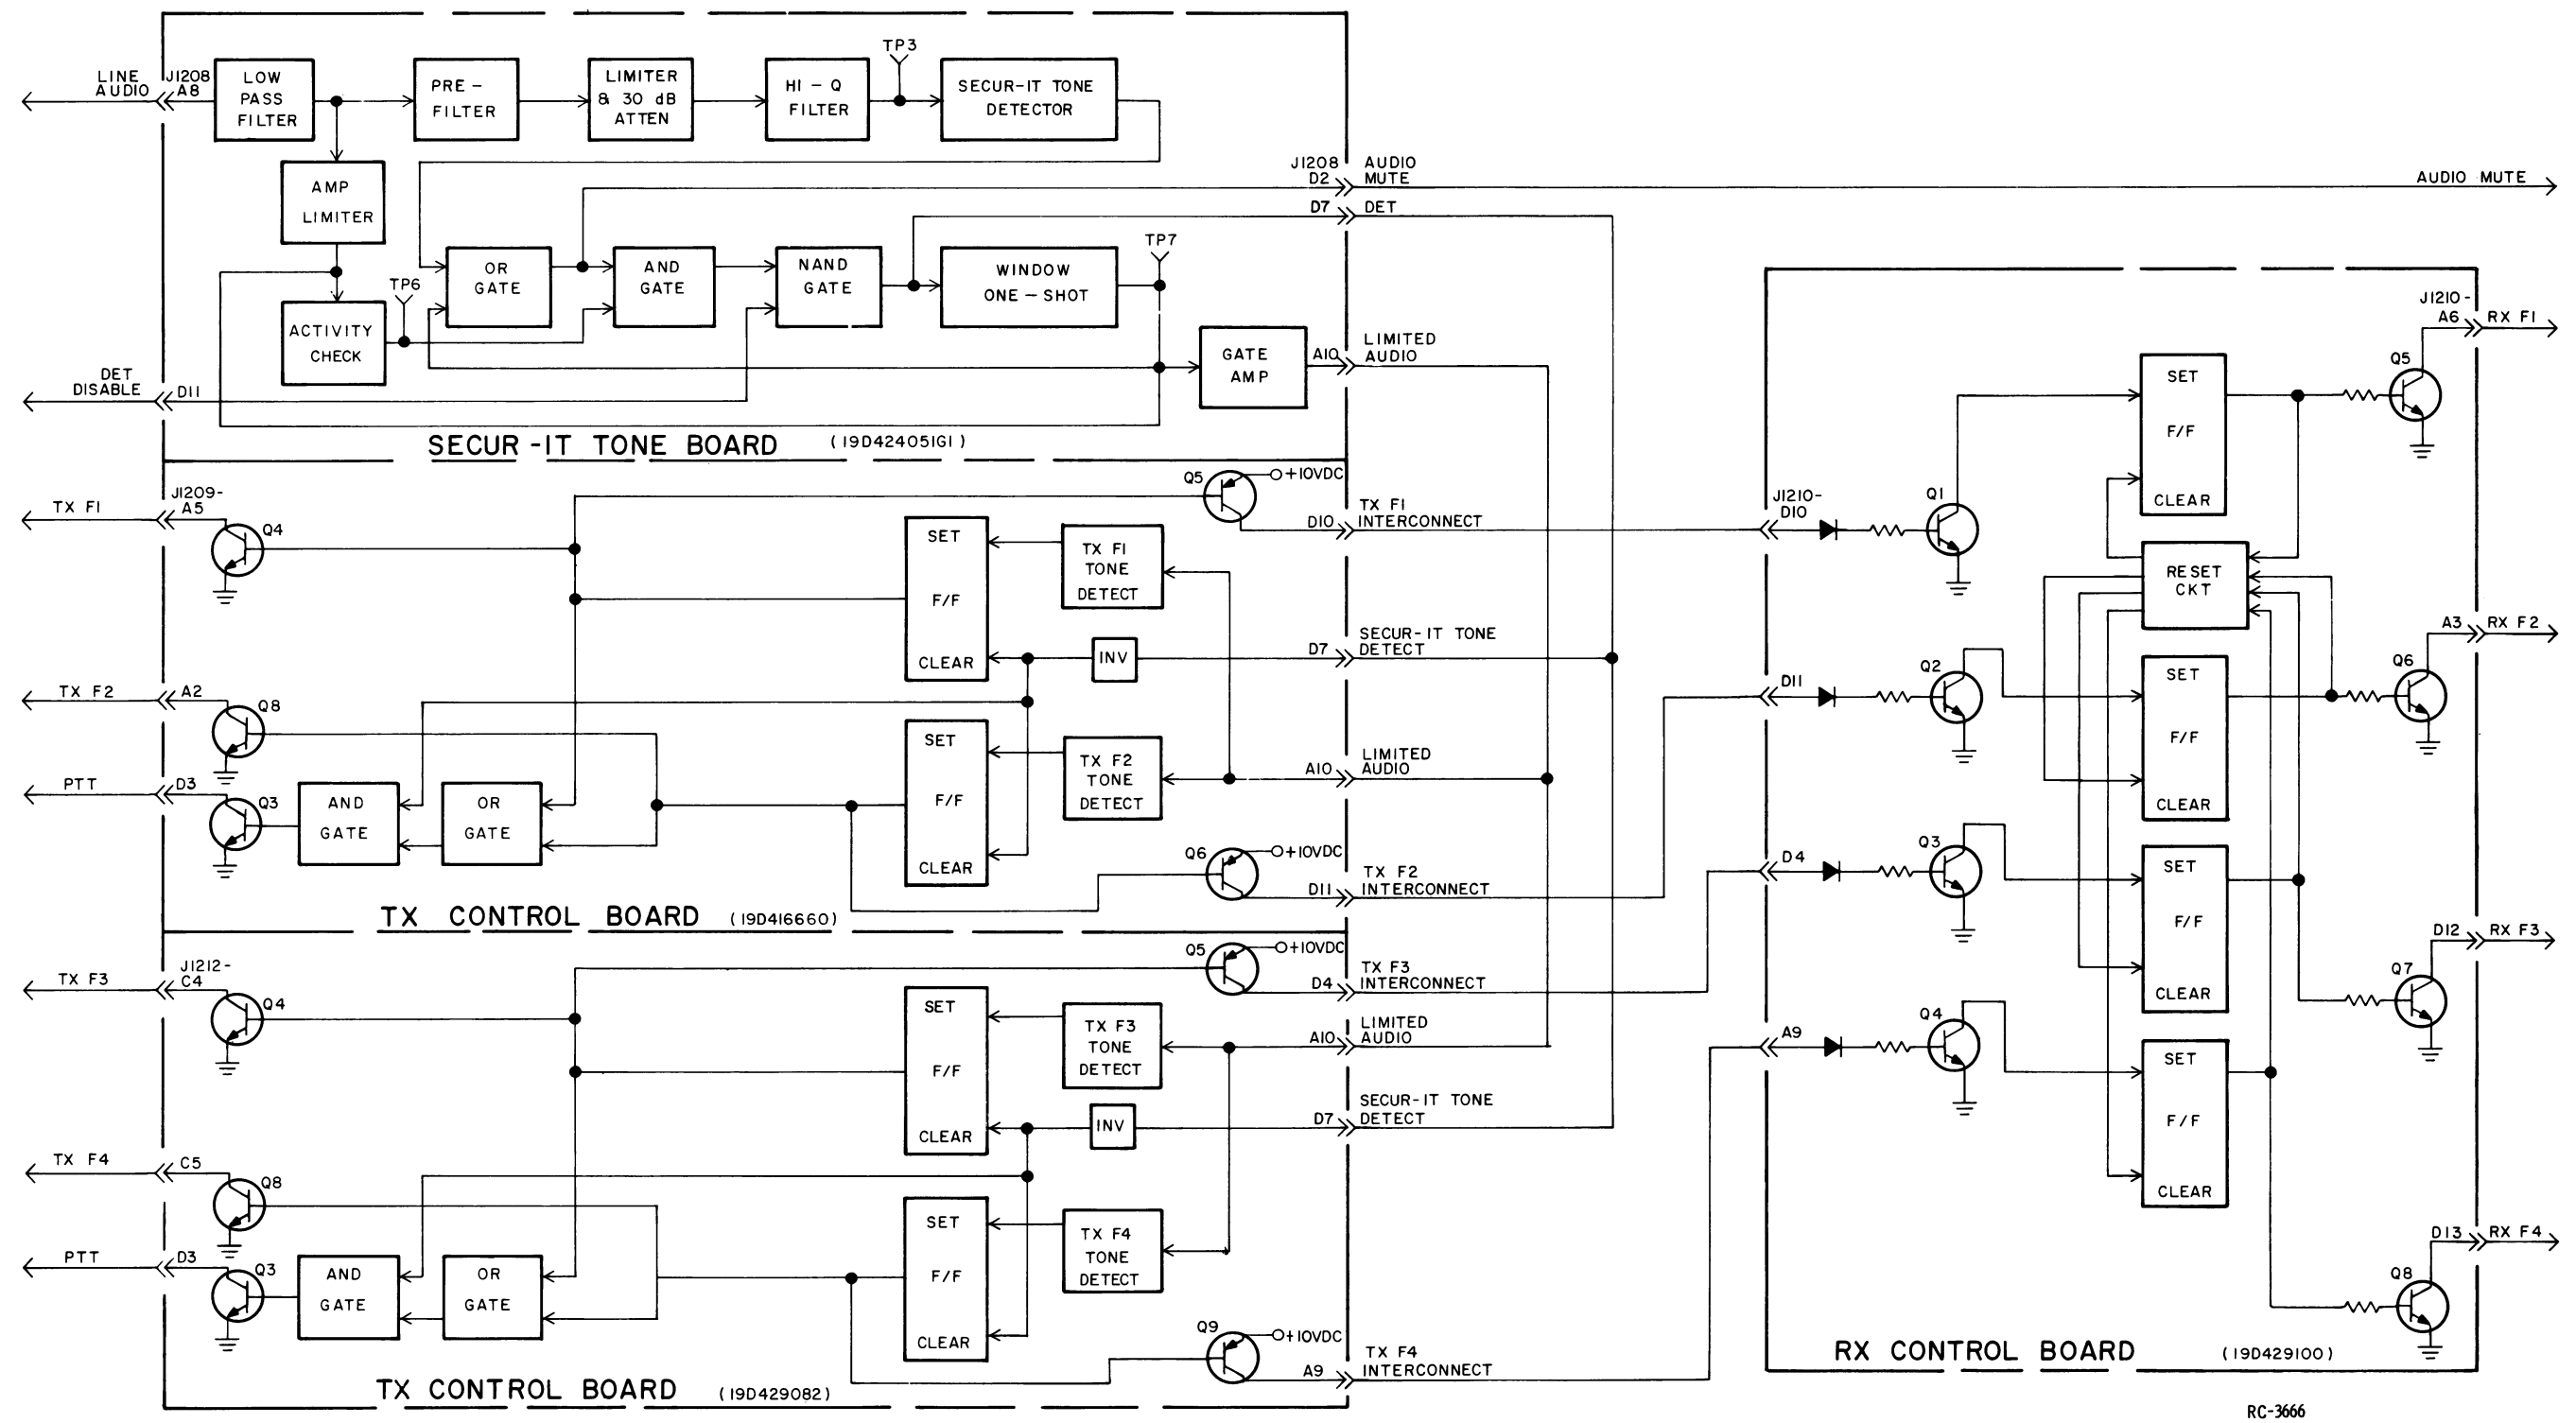 LINE
AUDIO
J1208
A8
LOW
PASS
FILTER
PRE -
FILTER
LIMITER
& 30 dB
ATTEN
HI - Q
FILTER
TP3
SECUR-IT TONE
DETECTOR
AMP
LIMITER
J1208
D2
AUDIO
MUTE
AUDIO MUTE
D7
DET
ACTIVITY
CHECK
TP6
OR
GATE
AND
GATE
NAND
GATE
WINDOW
ONE - SHOT
TP7
GATE
AMP
A10
LIMITED
AUDIO
DET
DISABLE
D11
SECUR-IT TONE BOARD
(19D424051G1)
TX F1
J1209-
A5
Q4
Q5
+10VDC
SET
F/F
CLEAR
TX F1
TONE
DETECT
D10
TX F1
INTERCONNECT
INV
D7
SECUR-IT TONE
DETECT
TX F2
A2
Q8
PTT
D3
Q3
AND
GATE
OR
GATE
SET
F/F
CLEAR
TX F2
TONE
DETECT
A10
LIMITED
AUDIO
Q6
+10VDC
D11
TX F2
INTERCONNECT
TX CONTROL BOARD
(19D416660)
TX F3
J1212-
C4
Q4
Q5
+10VDC
SET
F/F
CLEAR
TX F3
TONE
DETECT
D4
TX F3
INTERCONNECT
A10
LIMITED
AUDIO
INV
D7
SECUR-IT TONE
DETECT
TX F4
C5
Q8
PTT
D3
Q3
AND
GATE
OR
GATE
SET
F/F
CLEAR
TX F4
TONE
DETECT
Q9
+10VDC
A9
TX F4
INTERCONNECT
TX CONTROL BOARD
(19D429082)
J1210-
D10
Q1
SET
F/F
CLEAR
Q5
J1210-
A6
RX F1
RESET
CKT
D11
Q2
SET
F/F
CLEAR
Q6
A3
RX F2
D4
Q3
SET
F/F
CLEAR
Q7
D12
RX F3
A9
Q4
SET
F/F
CLEAR
Q8
D13
RX F4
RX CONTROL BOARD
(19D429100)
RC-3666